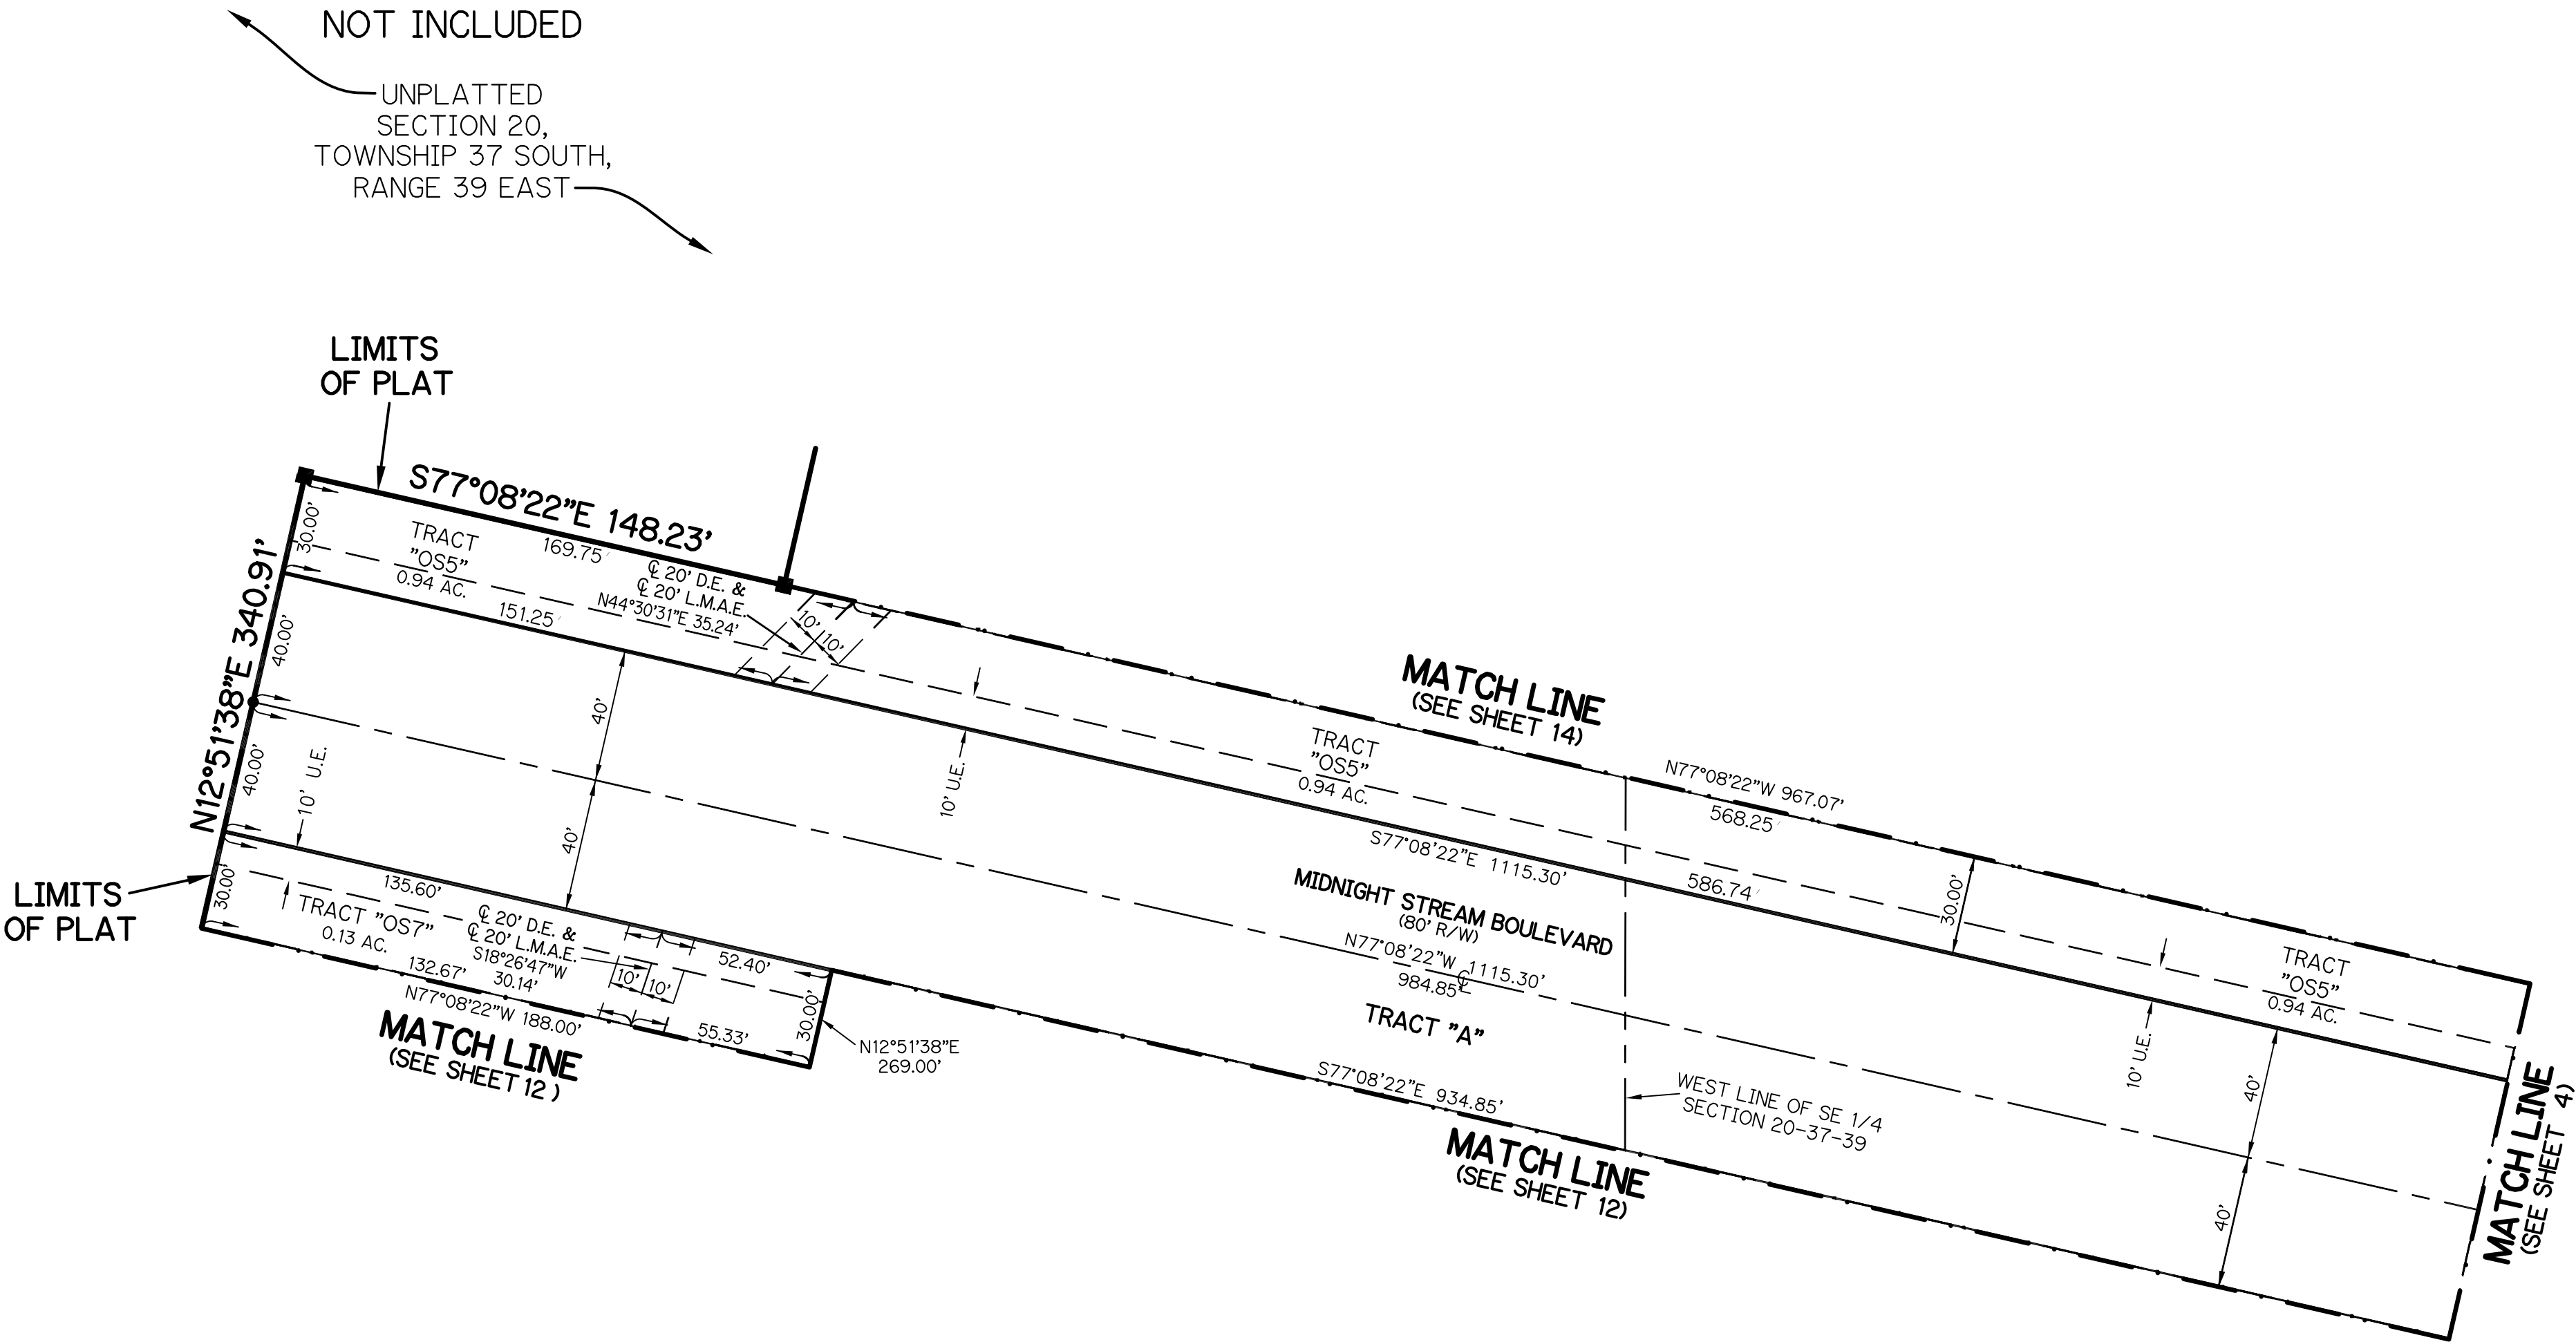 NOT INCLUDED
UNPLATTED
SECTION 20,
TOWNSHIP 37 SOUTH,
RANGE 39 EAST
LIMITS
OF PLAT
S77°08'22"E 148.23'
N12°51'38"E 340.91'
30.00'
40.00'
40.00'
30.00'
TRACT
"OS5"
0.94 AC.
169.75'
151.25'
℄ 20' D.E. &
℄ 20' L.M.A.E.
N44°30'31"E 35.24'
10'
10'
40'
40'
10' U.E.
10' U.E.
LIMITS
OF PLAT
135.60'
TRACT "OS7"
0.13 AC.
℄ 20' D.E. &
℄ 20' L.M.A.E.
S18°26'47"W
30.14'
10'
10'
52.40'
132.67'
55.33'
30.00'
N77°08'22"W 188.00'
MATCH LINE
(SEE SHEET 12 )
N12°51'38"E
269.00'
MATCH LINE
(SEE SHEET 14)
TRACT
"OS5"
0.94 AC.
N77°08'22"W 967.07'
568.25'
S77°08'22"E 1115.30'
586.74'
30.00'
MIDNIGHT STREAM BOULEVARD
(80' R/W)
N77°08'22"W 1115.30'
984.85'
℄
TRACT "A"
S77°08'22"E 934.85'
MATCH LINE
(SEE SHEET 12)
WEST LINE OF SE 1/4
SECTION 20-37-39
TRACT
"OS5"
0.94 AC.
10' U.E.
40'
40'
MATCH LINE
(SEE SHEET 4)